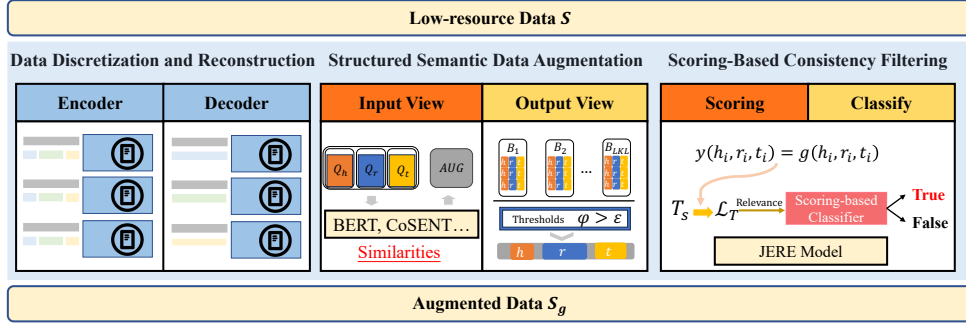 Low-resource Data S
Data Discretization and Reconstruction
Structured Semantic Data Augmentation
Scoring-Based Consistency Filtering
Encoder
Decoder
Input View
Output View
Scoring
Classify
Q_h Q_r Q_t
AUG
BERT, CoSENT…
Similarities
B_1 B_2 … B_LKL
h r t h r t h r t
h r t h r t h r t
h r t h r t h r t
Thresholds φ > ε
h r t
y(h_i, r_i, t_i) = g(h_i, r_i, t_i)
T_s ℒ_T Relevance
Scoring-based
Classifier
True
False
JERE Model
Augmented Data S_g